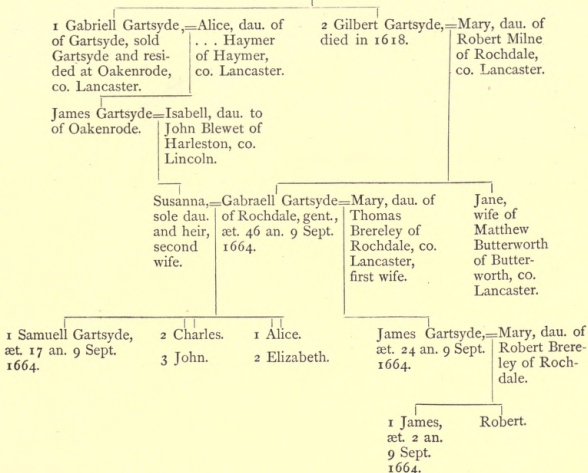 1 Gabriell Gartsyde,=Alice, dau. of
of Gartsyde, sold . . . Haymer
Gartsyde and resi- of Haymer,
ded at Oakenrode, co. Lancaster.
co. Lancaster.
2 Gilbert Gartsyde,=Mary, dau. of
died in 1618. Robert Milne
of Rochdale,
co. Lancaster.
James Gartsyde=Isabell, dau. to
of Oakenrode. John Blewet of
Harleston, co.
Lincoln.
Susanna,=Gabraell Gartsyde=Mary, dau. of
sole dau. of Rochdale, gent., Thomas
and heir, æt. 46 an. 9 Sept. Brereley of
second 1664. Rochdale, co.
wife. Lancaster,
first wife.
Jane,
wife of
Matthew
Butterworth
of Butter-
worth, co.
Lancaster.
1 Samuell Gartsyde,
æt. 17 an. 9 Sept.
1664.
2 Charles.
3 John.
1 Alice.
2 Elizabeth.
James Gartsyde,=Mary, dau. of
æt. 24 an. 9 Sept. Robert Brere-
1664. ley of Roch-
dale.
1 James,
æt. 2 an.
9 Sept.
1664.
Robert.